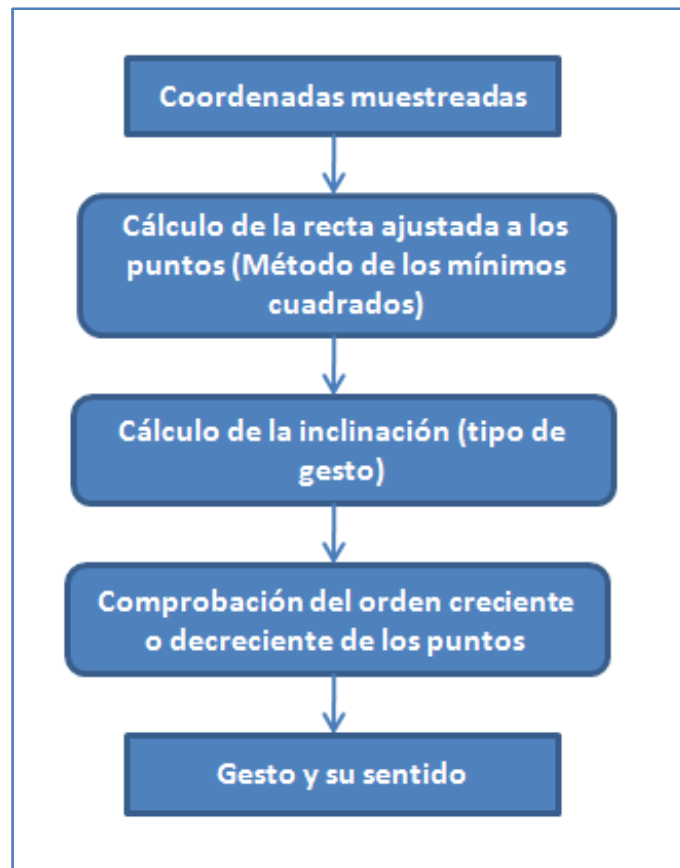 Coordenadas muestreadas
Cálculo de la recta ajustada a los
puntos (Método de los mínimos
cuadrados)
Cálculo de la inclinación (tipo de
gesto)
Comprobación del orden creciente
o decreciente de los puntos
Gesto y su sentido